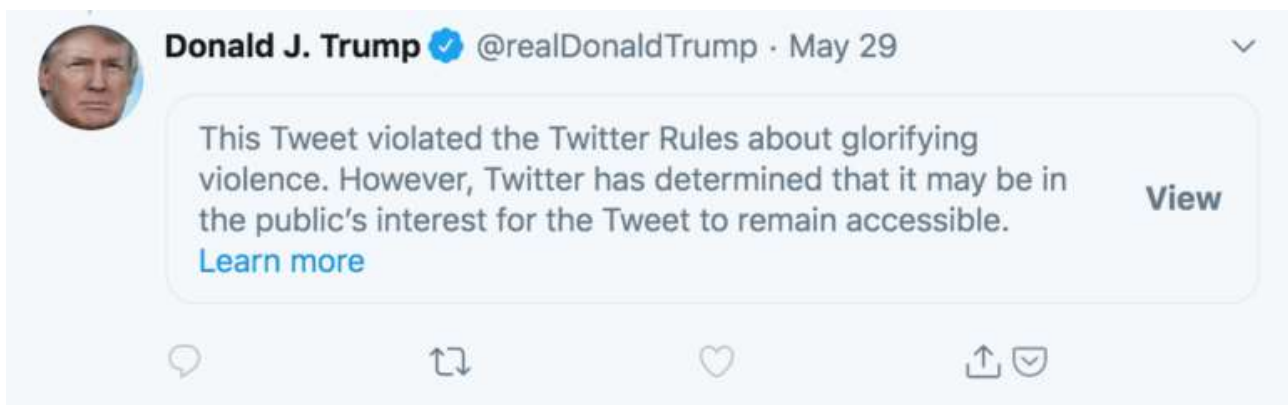 Donald J. Trump @realDonaldTrump · May 29
This Tweet violated the Twitter Rules about glorifying
violence. However, Twitter has determined that it may be in
the public’s interest for the Tweet to remain accessible.
Learn more
View